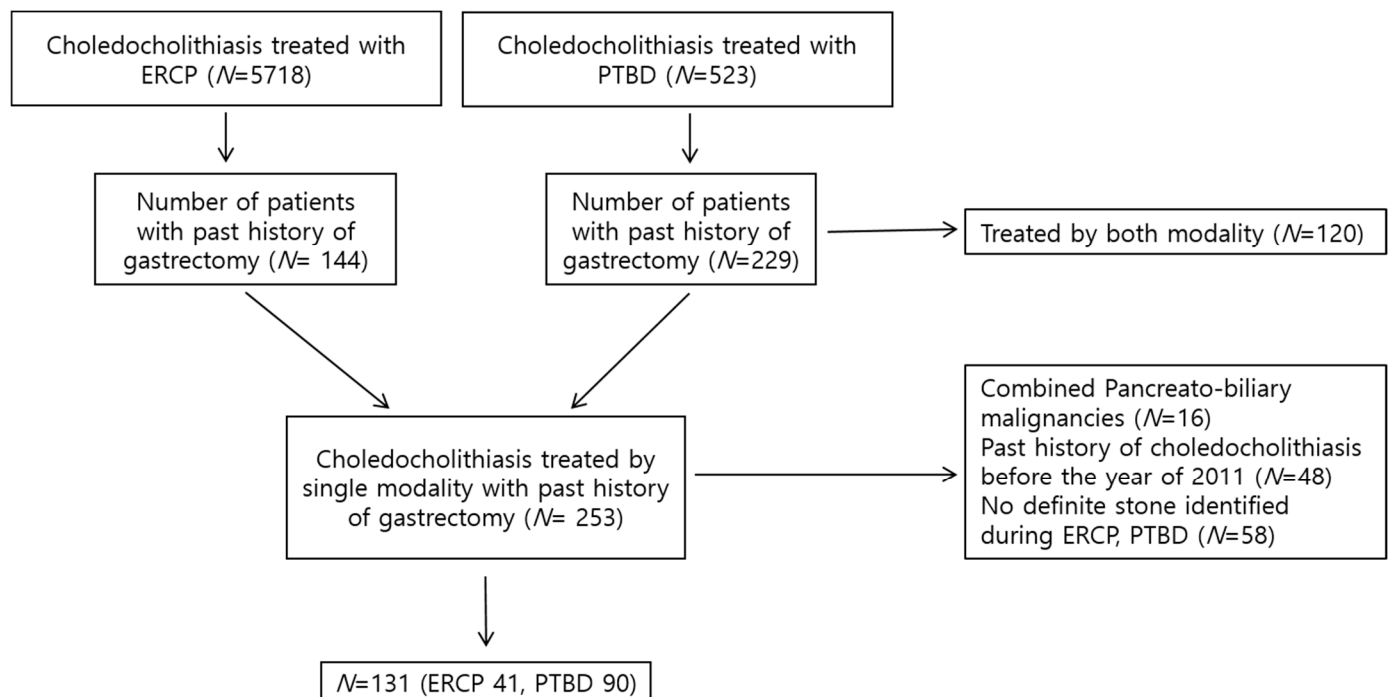 Choledocholithiasis treated with
ERCP (N=5718)
Choledocholithiasis treated with
PTBD (N=523)
Number of patients
with past history of
gastrectomy (N= 144)
Number of patients
with past history of
gastrectomy (N=229)
Treated by both modality (N=120)
Choledocholithiasis treated by
single modality with past history
of gastrectomy (N= 253)
Combined Pancreato-biliary
malignancies (N=16)
Past history of choledocholithiasis
before the year of 2011 (N=48)
No definite stone identified
during ERCP, PTBD (N=58)
N=131 (ERCP 41, PTBD 90)